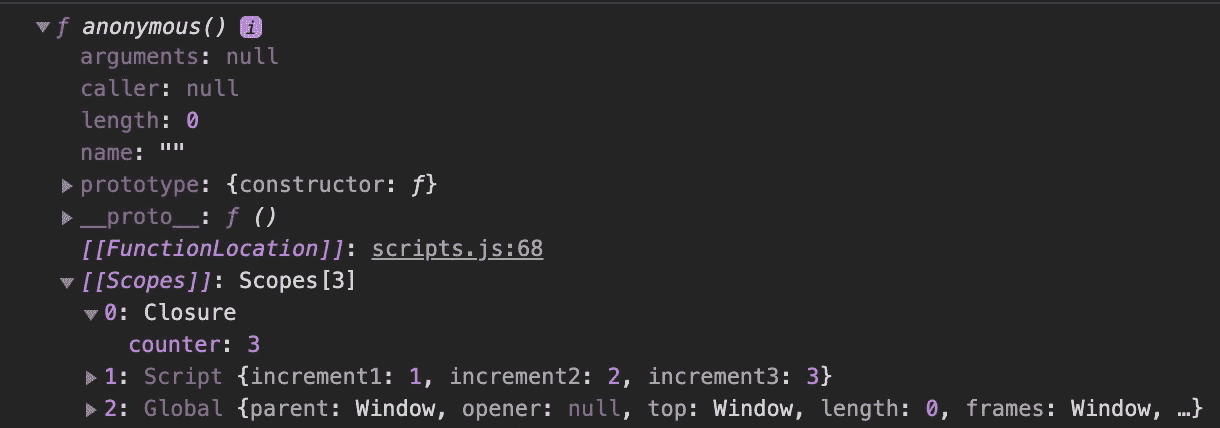 ▼ƒ anonymous() i
arguments: null
caller: null
length: 0
name: ""
▶prototype: {constructor: ƒ}
▶__proto__: ƒ ()
[[FunctionLocation]]: scripts.js:68
▼[[Scopes]]: Scopes[3]
▼0: Closure
counter: 3
▶1: Script {increment1: 1, increment2: 2, increment3: 3}
▶2: Global {parent: Window, opener: null, top: Window, length: 0, frames: Window, …}